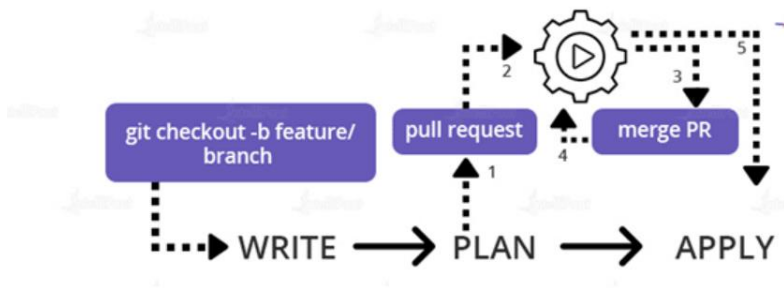 5
2
3
git checkout -b feature/
branch
pull request
merge PR
4
1
WRITE
PLAN
APPLY